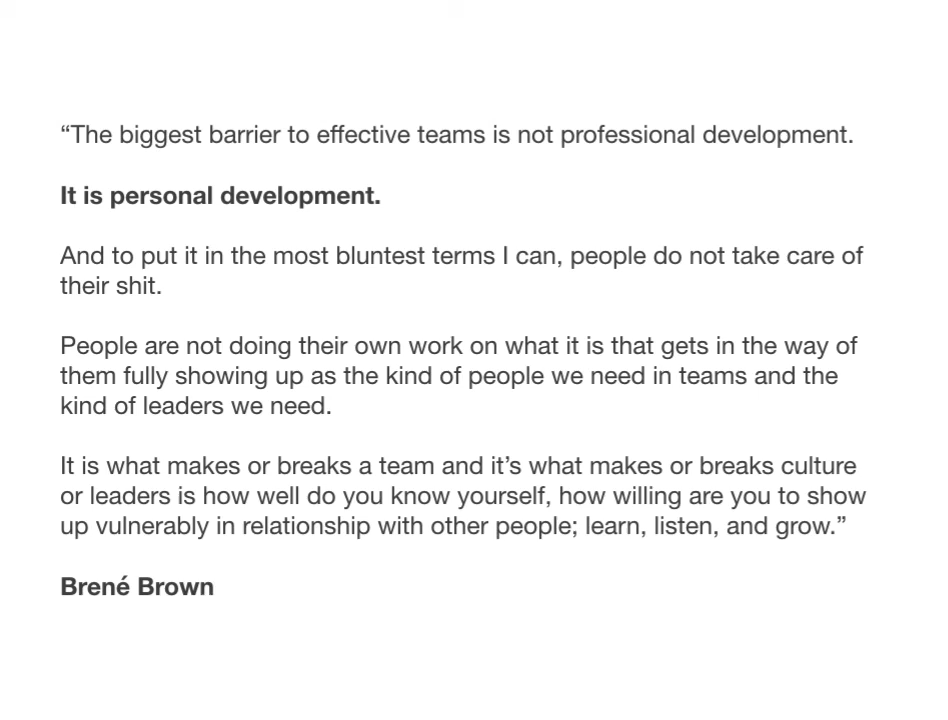 “The biggest barrier to effective teams is not professional development.
It is personal development.
And to put it in the most bluntest terms I can, people do not take care of
their shit.
People are not doing their own work on what it is that gets in the way of
them fully showing up as the kind of people we need in teams and the
kind of leaders we need.
It is what makes or breaks a team and it’s what makes or breaks culture
or leaders is how well do you know yourself, how willing are you to show
up vulnerably in relationship with other people; learn, listen, and grow.”
Brené Brown